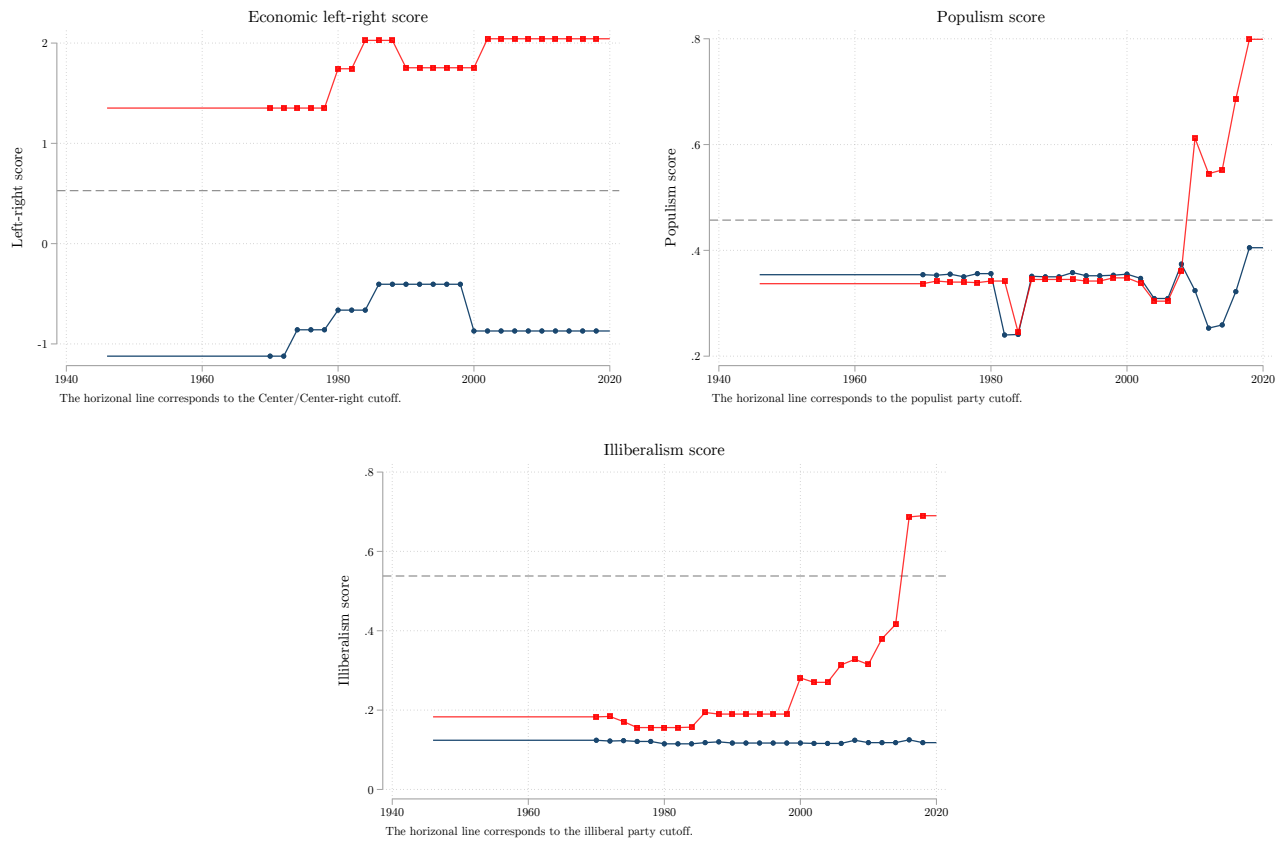 Economic left-right score
Left-right score
2
1
0
-1
1940 1960 1980 2000 2020
The horizonal line corresponds to the Center/Center-right cutoff.
Populism score
Populism score
.8
.6
.4
.2
1940 1960 1980 2000 2020
The horizonal line corresponds to the populist party cutoff.
Illiberalism score
Illiberalism score
.8
.6
.4
.2
0
1940 1960 1980 2000 2020
The horizonal line corresponds to the illiberal party cutoff.